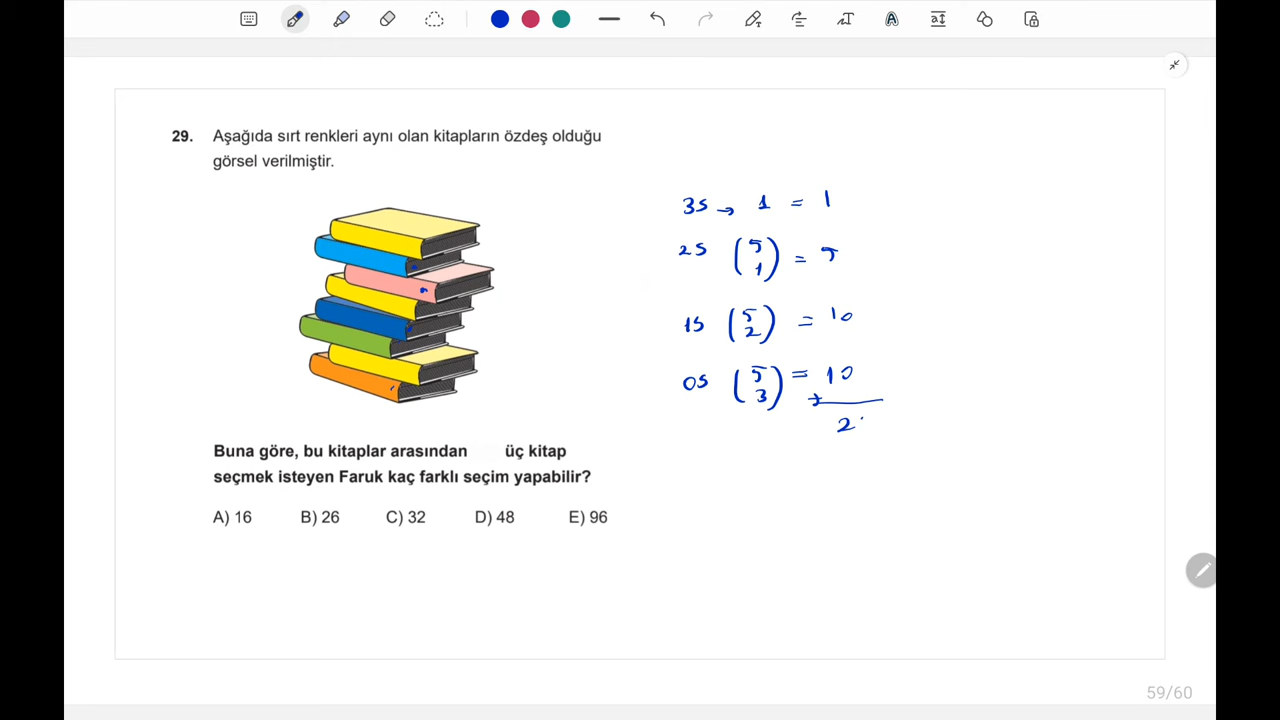 29. Aşağıda sırt renkleri aynı olan kitapların özdeş olduğu
görsel verilmiştir.
3S → 1 = 1
2S (5 1) = 5
1S (5 2) = 10
0S (5 3) = 10
+
2
Buna göre, bu kitaplar arasından üç kitap
seçmek isteyen Faruk kaç farklı seçim yapabilir?
A) 16 B) 26 C) 32 D) 48 E) 96
59/60